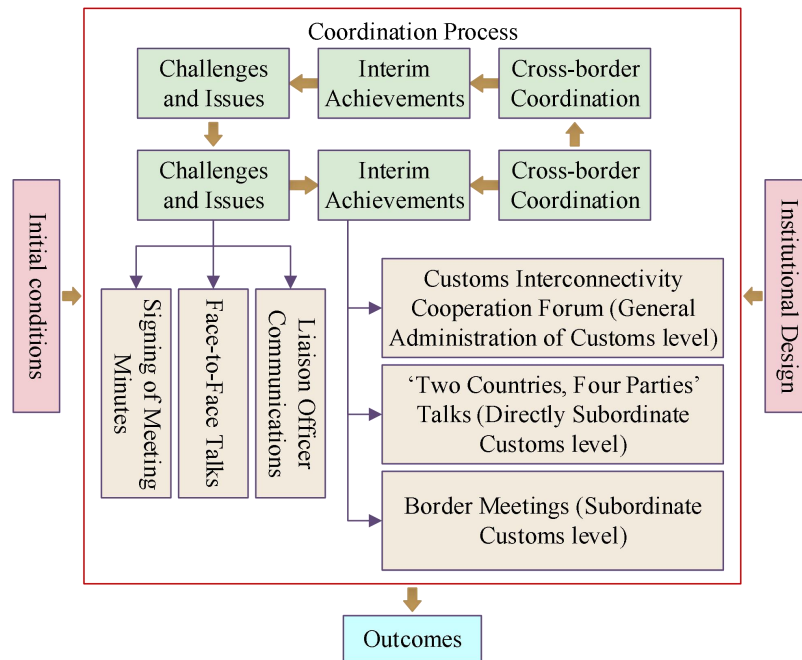 Coordination Process
Challenges
and Issues
Interim
Achievements
Cross-border
Coordination
Challenges
and Issues
Interim
Achievements
Cross-border
Coordination
Initial conditions
Institutional Design
Signing of Meeting
Minutes
Face-to-Face Talks
Liaison Officer
Communications
Customs Interconnectivity
Cooperation Forum (General
Administration of Customs level)
‘Two Countries, Four Parties’
Talks (Directly Subordinate
Customs level)
Border Meetings (Subordinate
Customs level)
Outcomes